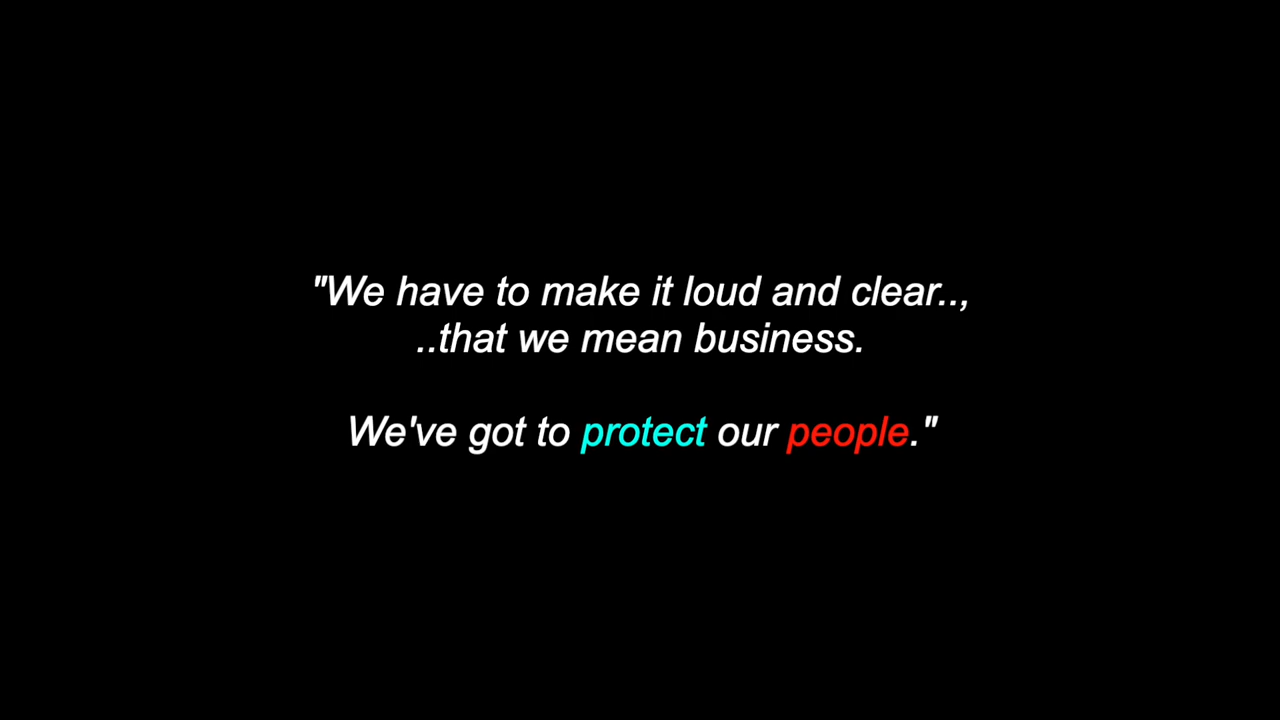 "We have to make it loud and clear..,
..that we mean business.
We've got to protect our people."